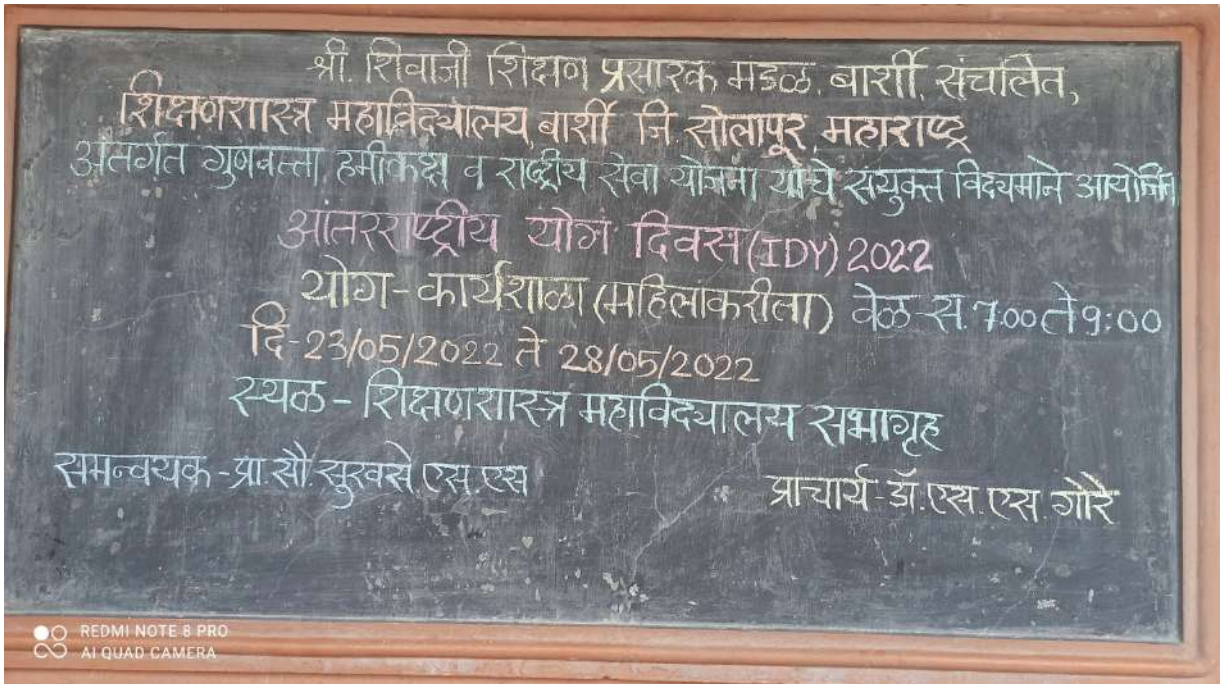 श्री. शिवाजी शिक्षण प्रसारक मंडळ, बार्शी, संचलित,
शिक्षणशास्त्र महाविद्यालय, बार्शी जि. सोलापूर, महाराष्ट्र
अंतर्गत गुणवत्ता हमीकक्ष व राष्ट्रीय सेवा योजना यांचे संयुक्त विद्यमाने आयोजित
आतरराष्ट्रीय योग दिवस (IDY) 2022
योग-कार्यशाळा (महिलांकरीता) वेळ-स. 7.00 ते 9:00
दि-23/05/2022 ते 28/05/2022
स्थळ - शिक्षणशास्त्र महाविद्यालय सभागृह
समन्वयक -प्रा.सौ. सुरवसे एस.एस
प्राचार्य-डॉ. एस. एस. गोरे
REDMI NOTE 8 PRO
AI QUAD CAMERA